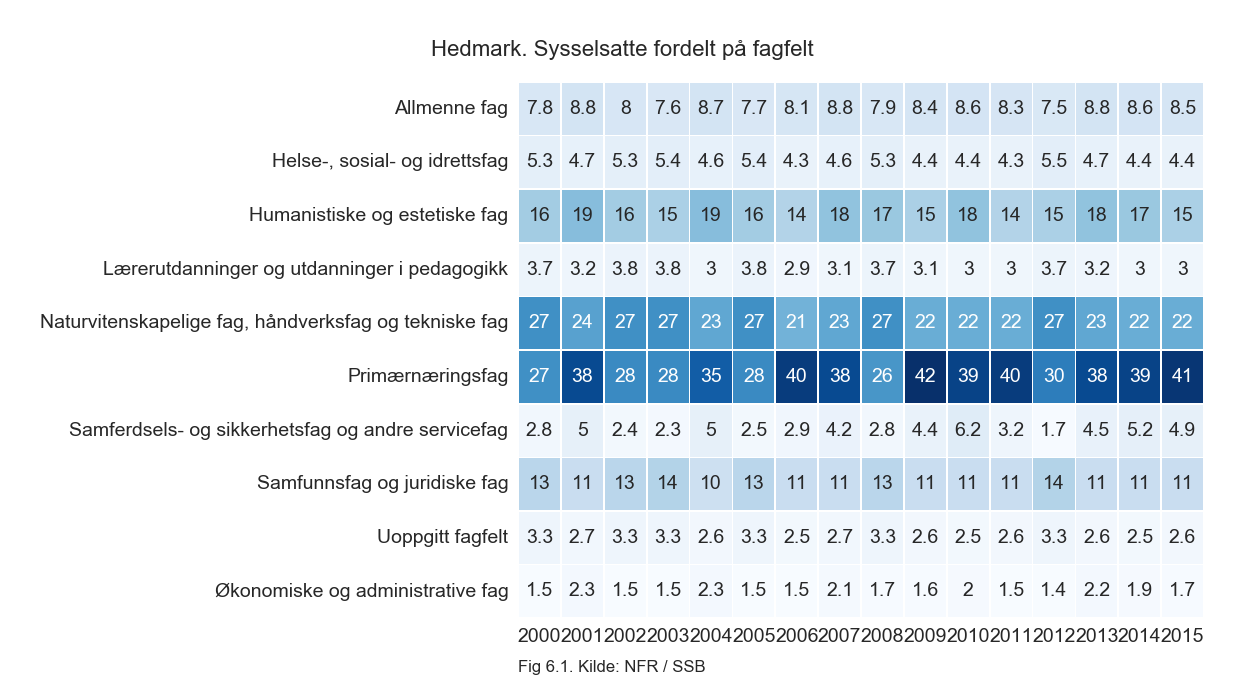 Hedmark. Sysselsatte fordelt på fagfelt
Allmenne fag 7.8 8.8 8 7.6 8.7 7.7 8.1 8.8 7.9 8.4 8.6 8.3 7.5 8.8 8.6 8.5
Helse-, sosial- og idrettsfag 5.3 4.7 5.3 5.4 4.6 5.4 4.3 4.6 5.3 4.4 4.4 4.3 5.5 4.7 4.4 4.4
Humanistiske og estetiske fag 16 19 16 15 19 16 14 18 17 15 18 14 15 18 17 15
Lærerutdanninger og utdanninger i pedagogikk 3.7 3.2 3.8 3.8 3 3.8 2.9 3.1 3.7 3.1 3 3 3.7 3.2 3 3
Naturvitenskapelige fag, håndverksfag og tekniske fag 27 24 27 27 23 27 21 23 27 22 22 22 27 23 22 22
Primærnæringsfag 27 38 28 28 35 28 40 38 26 42 39 40 30 38 39 41
Samferdsels- og sikkerhetsfag og andre servicefag 2.8 5 2.4 2.3 5 2.5 2.9 4.2 2.8 4.4 6.2 3.2 1.7 4.5 5.2 4.9
Samfunnsfag og juridiske fag 13 11 13 14 10 13 11 11 13 11 11 11 14 11 11 11
Uoppgitt fagfelt 3.3 2.7 3.3 3.3 2.6 3.3 2.5 2.7 3.3 2.6 2.5 2.6 3.3 2.6 2.5 2.6
Økonomiske og administrative fag 1.5 2.3 1.5 1.5 2.3 1.5 1.5 2.1 1.7 1.6 2 1.5 1.4 2.2 1.9 1.7
2000 2001 2002 2003 2004 2005 2006 2007 2008 2009 2010 2011 2012 2013 2014 2015
Fig 6.1. Kilde: NFR / SSB